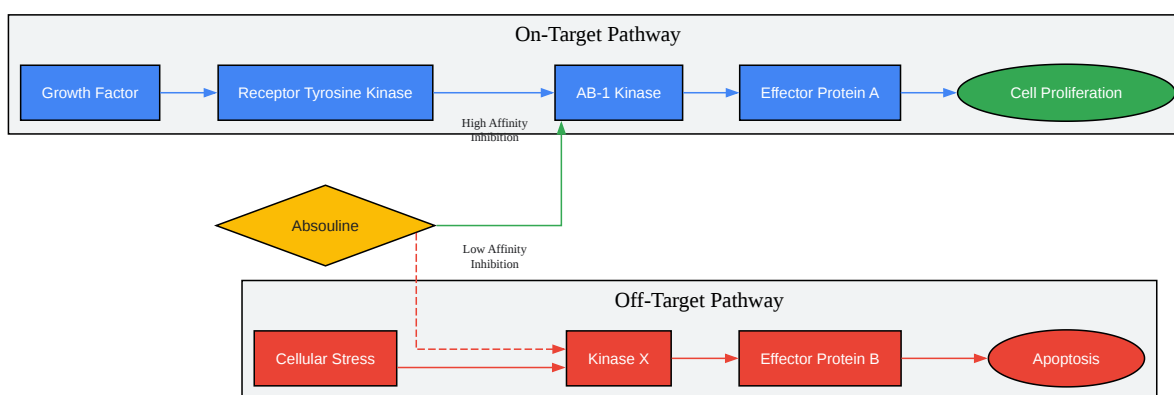 On-Target Pathway
Growth Factor
Receptor Tyrosine Kinase
AB-1 Kinase
Effector Protein A
Cell Proliferation
High Affinity
Inhibition
Absouline
Low Affinity
Inhibition
Off-Target Pathway
Cellular Stress
Kinase X
Effector Protein B
Apoptosis